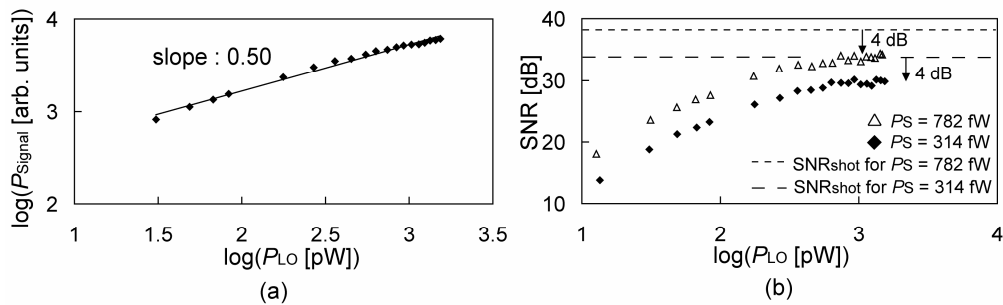 4
3
2
log(PSignal [arb. units])
slope : 0.50
1
1.5
2
2.5
3
3.5
log(PLO [pW])
(a)
40
30
20
10
SNR [dB]
4 dB
4 dB
PS = 782 fW
PS = 314 fW
SNRshot for PS = 782 fW
SNRshot for PS = 314 fW
1
2
3
4
log(PLO [pW])
(b)